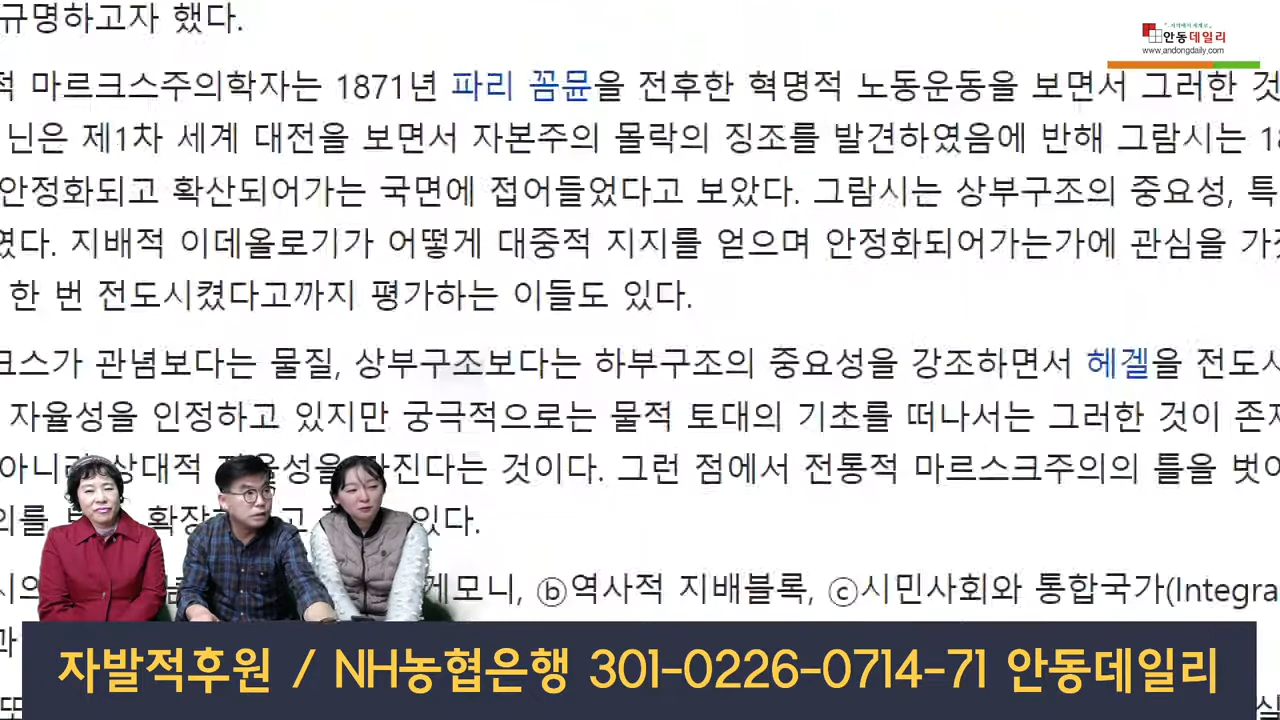 규명하고자 했다.
지역에서 세계로
안동데일리
www.andongdaily.com
적 마르크스주의학자는 1871년 파리 꼼뮨을 전후한 혁명적 노동운동을 보면서 그러한 것
닌은 제1차 세계 대전을 보면서 자본주의 몰락의 징조를 발견하였음에 반해 그람시는
안정화되고 확산되어가는 국면에 접어들었다고 보았다. 그람시는 상부구조의 중요성, 특
였다. 지배적 이데올로기가 어떻게 대중적 지지를 얻으며 안정화되어가는가에 관심을
한 번 전도시켰다고까지 평가하는 이들도 있다.
크스가 관념보다는 물질, 상부구조보다는 하부구조의 중요성을 강조하면서 헤겔을 전도시
자율성을 인정하고 있지만 궁극적으로는 물적 토대의 기초를 떠나서는 그러한 것이 존재
아니라 상대적 자율성을 가진다는 것이다. 그런 점에서 전통적 마르스크주의의 틀을 벗어
의를 확장 고 있다.
시의 게모니, ⓑ역사적 지배블록, ⓒ시민사회와 통합국가(Integra
과
자발적후원 / NH농협은행 301-0226-0714-71 안동데일리
또